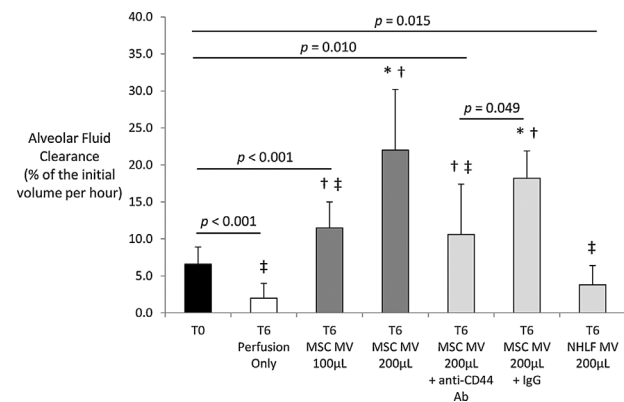 p = 0.015
40.0
p = 0.010
35.0
* †
30.0
p = 0.049
25.0
* †
Alveolar Fluid
Clearance
(% of the initial
volume per hour)
p < 0.001
20.0
† ‡
† ‡
15.0
p < 0.001
10.0
‡
‡
5.0
0.0
T0
T6
Perfusion
Only
T6
MSC MV
100µL
T6
MSC MV
200µL
T6
MSC MV
200µL
+ anti-CD44
Ab
T6
MSC MV
200µL
+ IgG
T6
NHLF MV
200µL